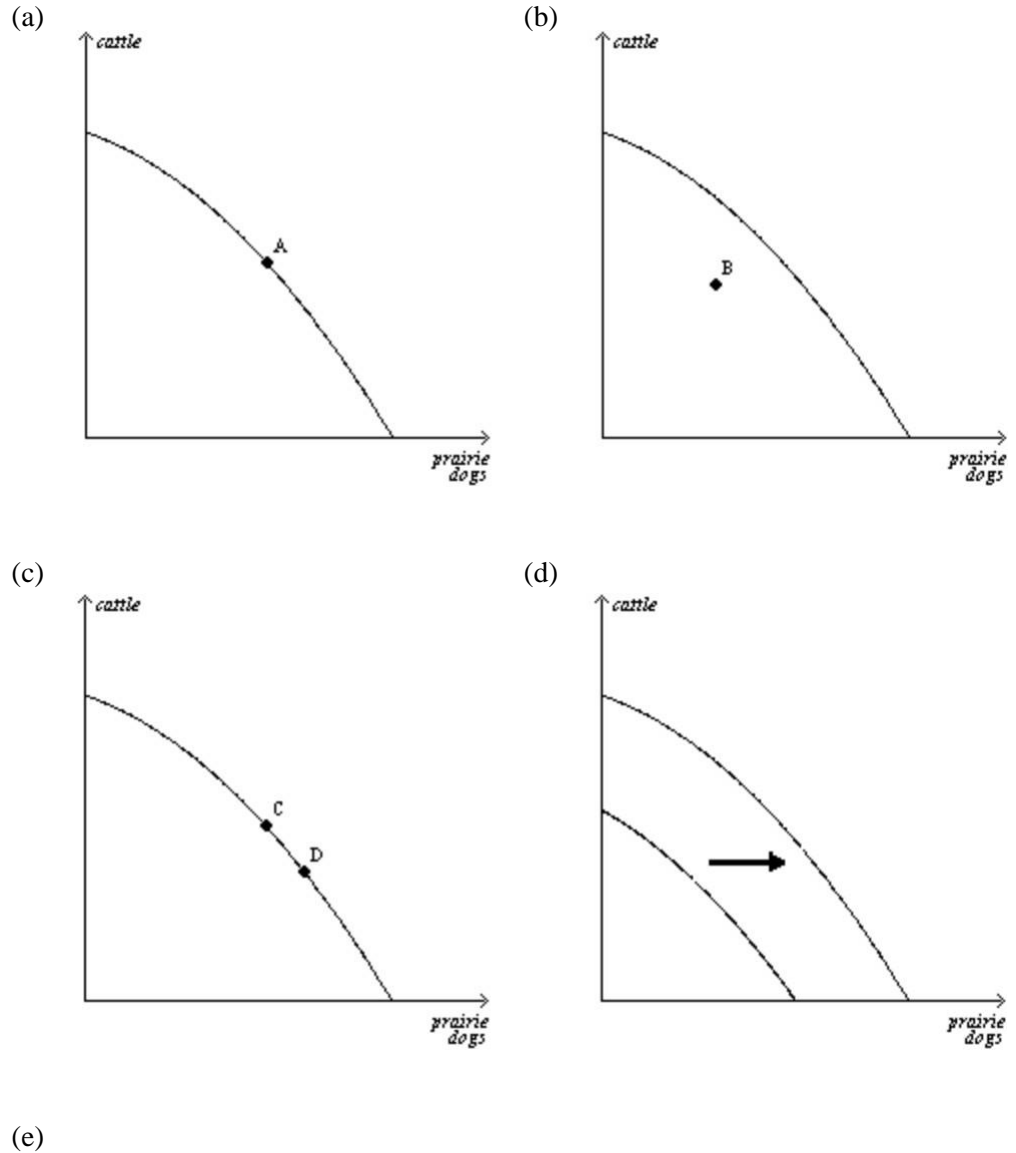 (a)
cattle
A
prairie
dogs
(b)
cattle
B
prairie
dogs
(c)
cattle
C
D
prairie
dogs
(d)
cattle
prairie
dogs
(e)